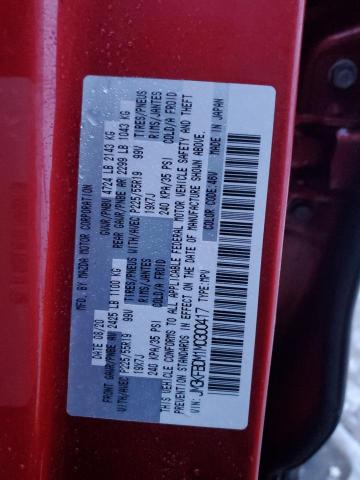 MFD. BY MAZDA MOTOR CORPORATION
DATE 08/20 GVWR/PNBV 4724 LB 2143 KG
FRONT GAWR/PNBE AV 2425 LB 1100 KG REAR GAWR/PNBE AR 2299 LB 1043 KG
WITH/AVEC P225/55R19 99V TIRES/PNEUS WITH/AVEC P225/55R19 99V TIRES/PNEUS
19X7J RIMS/JANTES 19X7J RIMS/JANTES
240 KPA/35 PSI COLD/A FROID 240 KPA/35 PSI COLD/A FROID
THIS VEHICLE CONFORMS TO ALL APPLICABLE FEDERAL MOTOR VEHICLE SAFETY AND THEFT
PREVENTION STANDARDS IN EFFECT ON THE DATE OF MANUFACTURE SHOWN ABOVE.
VIN: TYPE: MPV COLOR CODE: MADE IN JAPAN